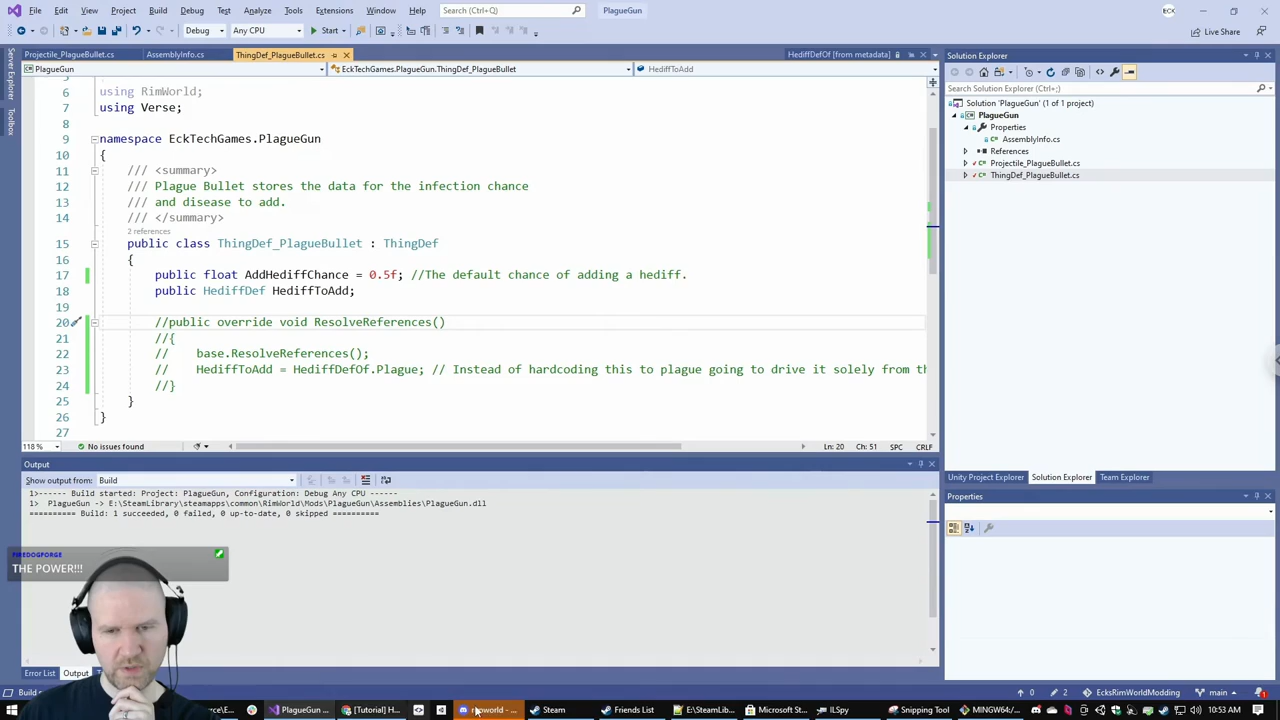 File Edit View Git Project Build Debug Test Analyze Tools Extensions Window Help Search (Ctrl+;) PlagueGun ECK
Debug Any CPU Start Live Share
Projectile_PlagueBullet.cs AssemblyInfo.cs ThingDef_PlagueBullet.cs HediffDefOf [from metadata]
PlagueGun EckTechGames.PlagueGun.ThingDef_PlagueBullet HediffToAdd
Server Explorer
Toolbox
6 using RimWorld;
7 using Verse;
8
9 namespace EckTechGames.PlagueGun
10 {
11 /// <summary>
12 /// Plague Bullet stores the data for the infection chance
13 /// and disease to add.
14 /// </summary>
2 references
15 public class ThingDef_PlagueBullet : ThingDef
16 {
17 public float AddHediffChance = 0.5f; //The default chance of adding a hediff.
18 public HediffDef HediffToAdd;
19
20 //public override void ResolveReferences()
21 //{
22 // base.ResolveReferences();
23 // HediffToAdd = HediffDefOf.Plague; // Instead of hardcoding this to plague going to drive it solely from th
24 //}
25 }
26 }
27
118 % No issues found Ln: 20 Ch: 51 SPC CRLF
Output
Show output from: Build
1>------ Build started: Project: PlagueGun, Configuration: Debug Any CPU ------
1> PlagueGun -> E:\SteamLibrary\steamapps\common\RimWorld\Mods\PlagueGun\Assemblies\PlagueGun.dll
========== Build: 1 succeeded, 0 failed, 0 up-to-date, 0 skipped ==========
FIREDOGFORGE
THE POWER!!!
Error List Output
Solution Explorer
Search Solution Explorer (Ctrl+;)
Solution 'PlagueGun' (1 of 1 project)
PlagueGun
Properties
AssemblyInfo.cs
References
Projectile_PlagueBullet.cs
ThingDef_PlagueBullet.cs
Unity Project Explorer Solution Explorer Team Explorer
Properties
0 2 EcksRimWorldModding main 1
PlagueGun ... [Tutorial] H... Steam Friends List E:\SteamLib... Microsoft St... ILSpy Snipping Tool MINGW64:/... 10:53 AM